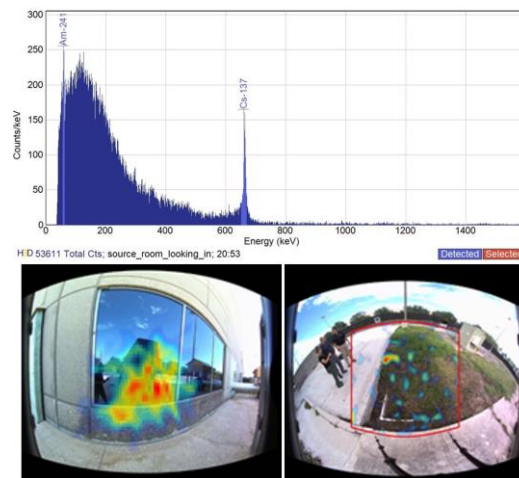 300
250
200
150
100
50
0
Counts/keV
Am-241
Cs-137
0 200 400 600 800 1000 1200 1400
Energy (keV)
H3D 53611 Total Cts; source_room_looking_in; 20:53 Detected Selected